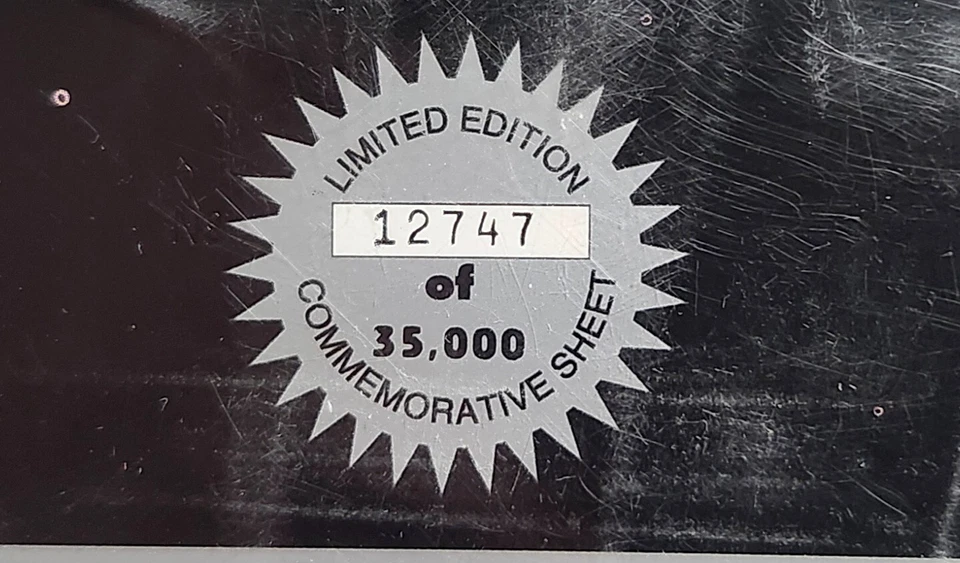 LIMITED EDITION
12747
of
35,000
COMMEMORATIVE SHEET